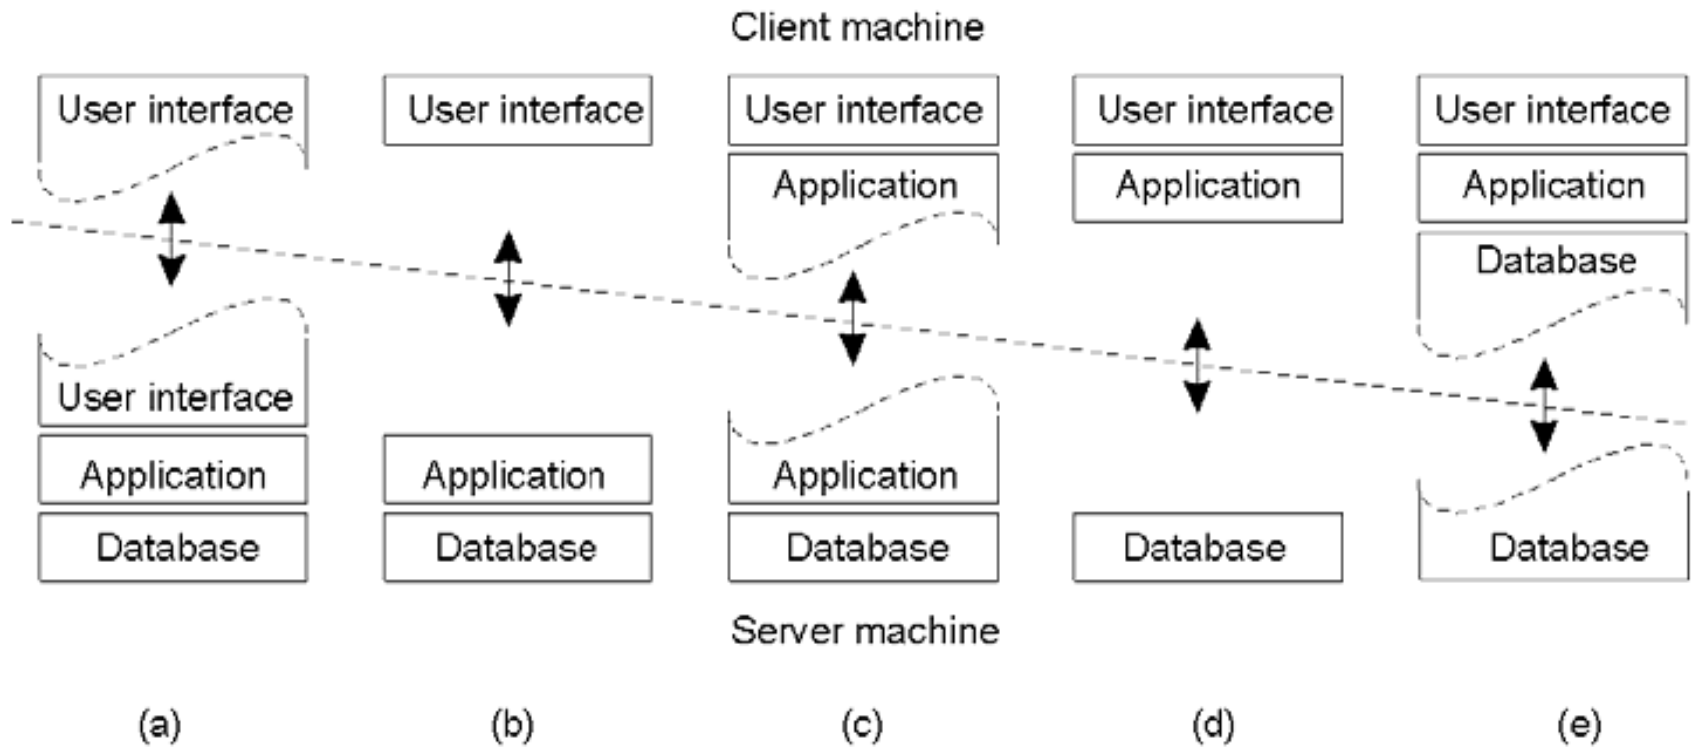 Client machine
User interface User interface User interface User interface User interface
Application Application Application
Database
User interface
Application Application Application
Database Database Database Database Database
Server machine
(a) (b) (c) (d) (e)